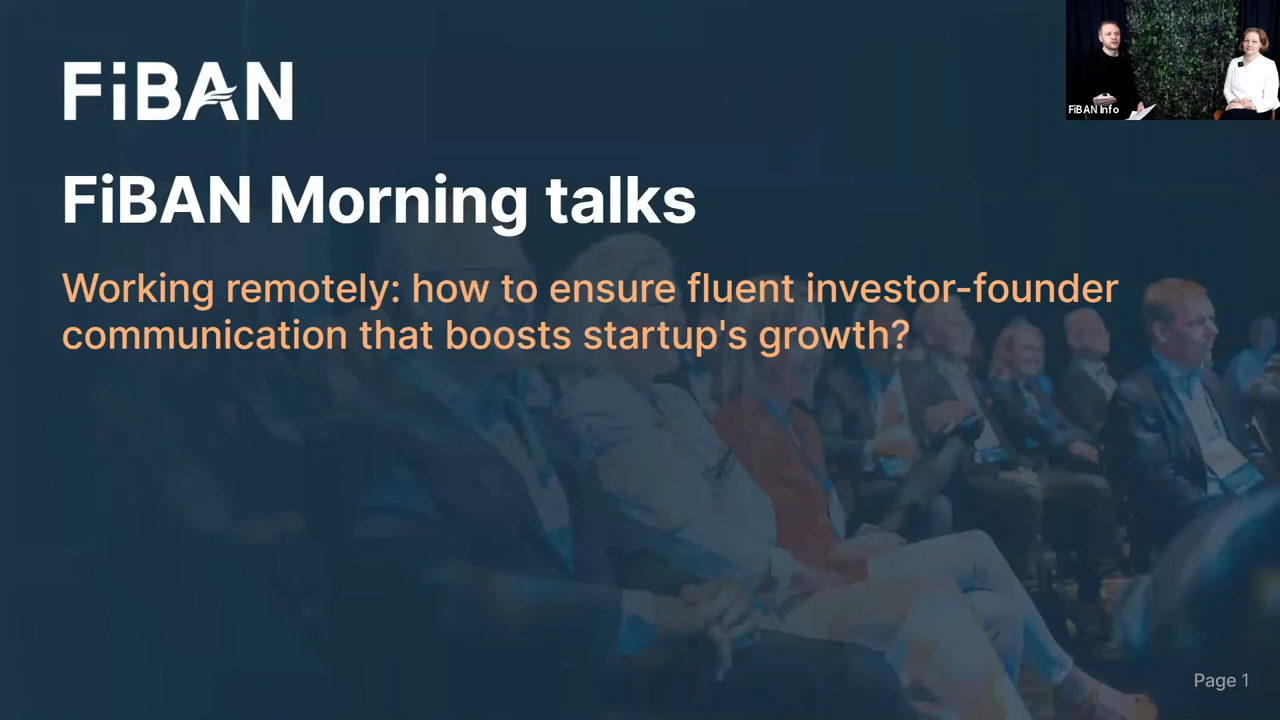 FiBAN
FiBAN Info
FiBAN Morning talks
Working remotely: how to ensure fluent investor-founder
communication that boosts startup's growth?
Page 1